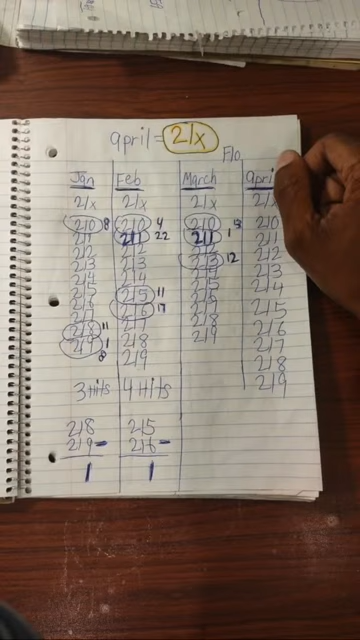 april = 21x
Flo
Jan Feb March apri
21x 21x 21x 21x
210 8 210 4 210 210
211 211 22 211 1 211
212 212 212 212
213 213 213 12 213
214 214 214 214
215 215 11 215 215
216 216 17 216 216
217 217 217 217
218 11 218 218 218
219 1 219 219 219
8
3 Hits 4 Hits
218 215
219- 216-
1 1